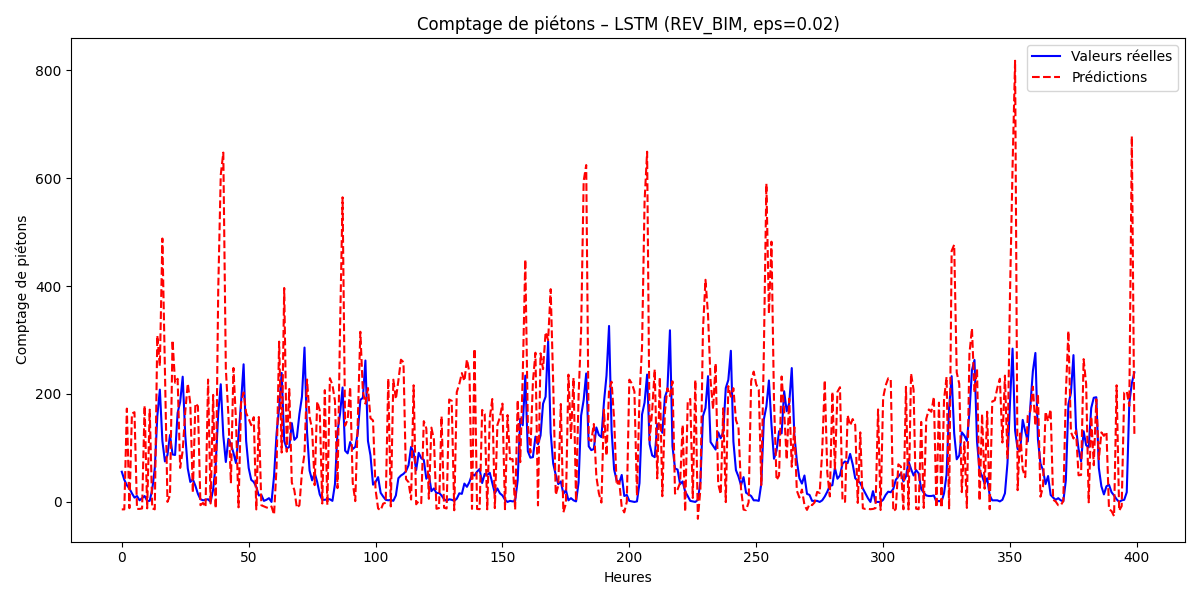 Comptage de piétons – LSTM (REV_BIM, eps=0.02)
Valeurs réelles
Prédictions
Comptage de piétons
800
600
400
200
0
0 50 100 150 200 250 300 350 400
Heures